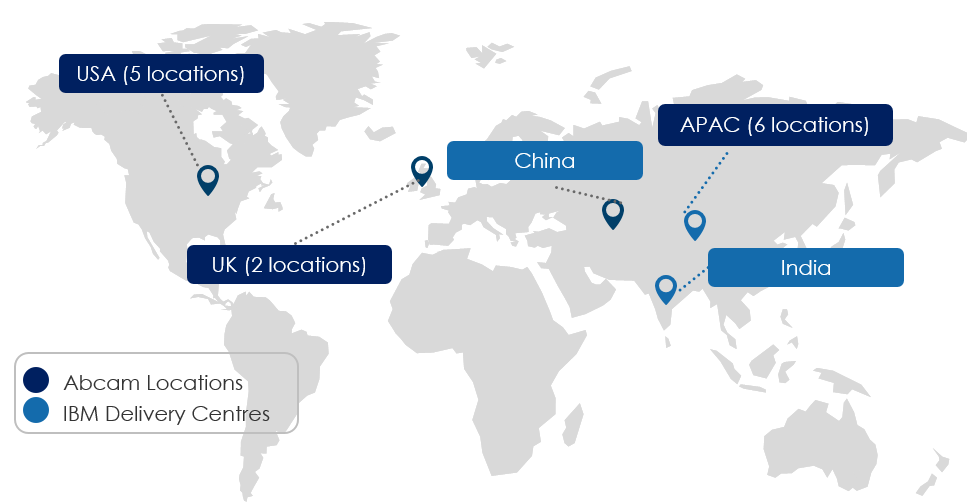 USA (5 locations)
APAC (6 locations)
China
UK (2 locations)
India
Abcam Locations
IBM Delivery Centres